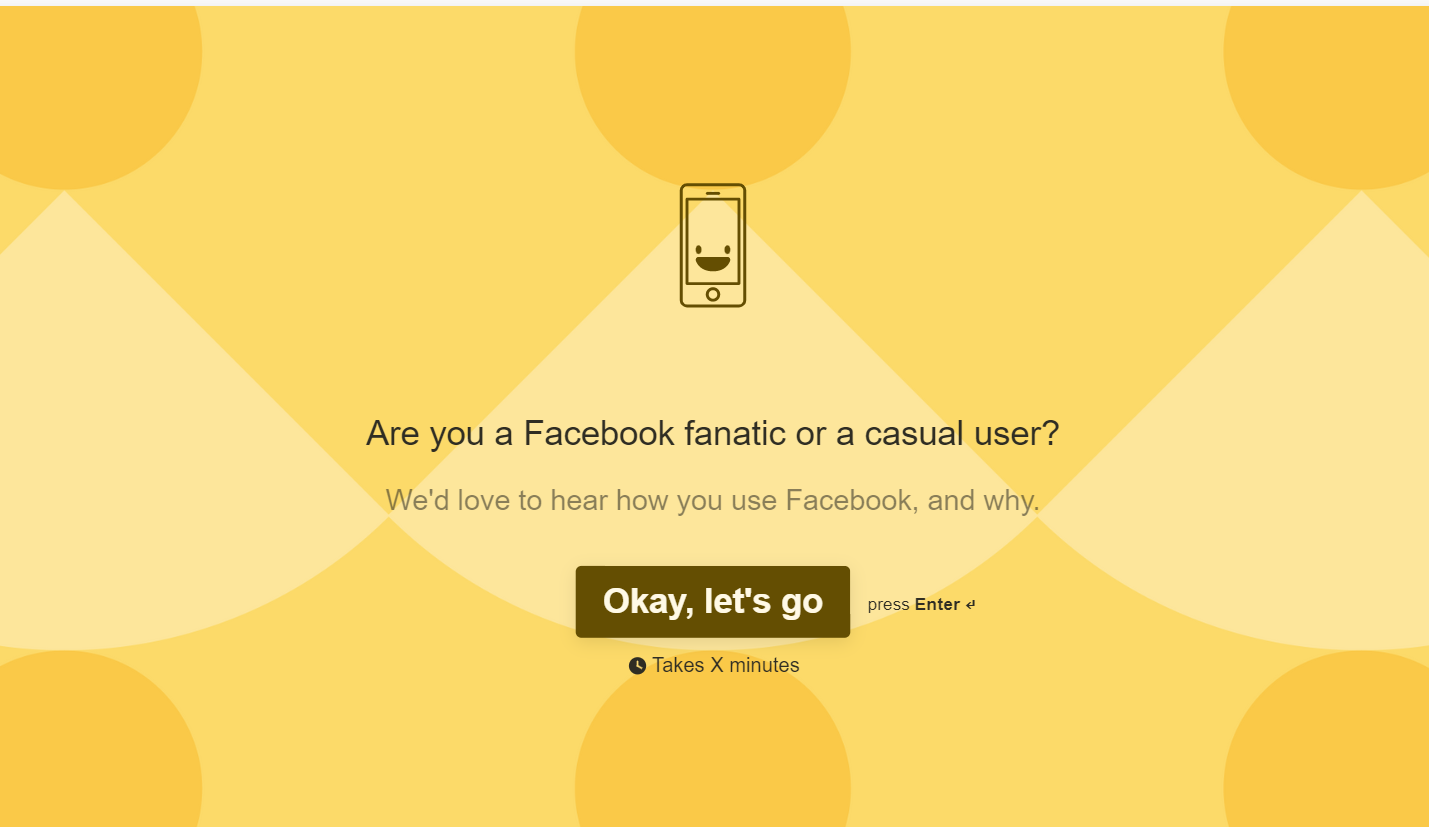 Are you a Facebook fanatic or a casual user?
We'd love to hear how you use Facebook, and why.
Okay, let's go
press Enter ↵
Takes X minutes